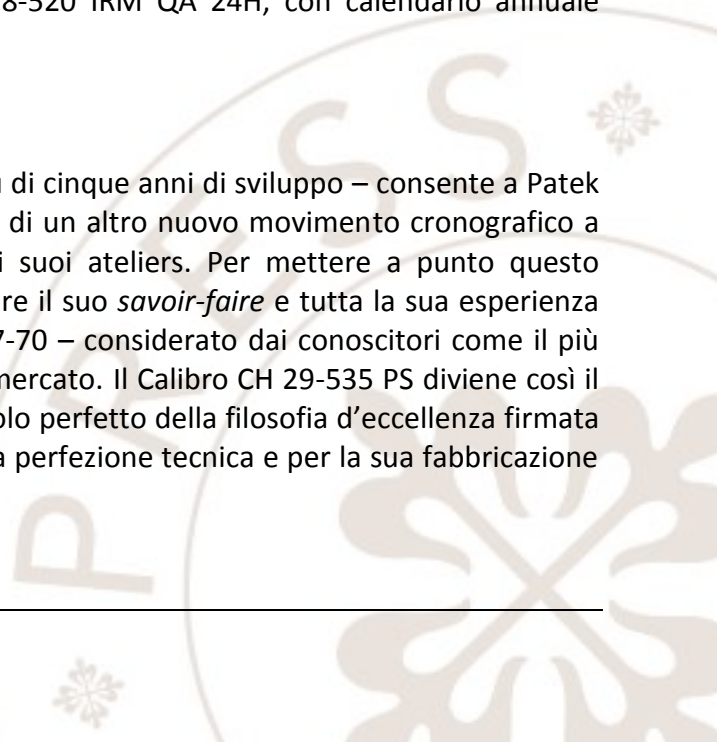 8-520 IRM QA 24H, con calendario annuale
di cinque anni di sviluppo – consente a Patek
di un altro nuovo movimento cronografico a
i suoi ateliers. Per mettere a punto questo
re il suo savoir-faire e tutta la sua esperienza
7-70 – considerato dai conoscitori come il più
mercato. Il Calibro CH 29-535 PS diviene così il
olo perfetto della filosofia d’eccellenza firmata
a perfezione tecnica e per la sua fabbricazione
PRESS